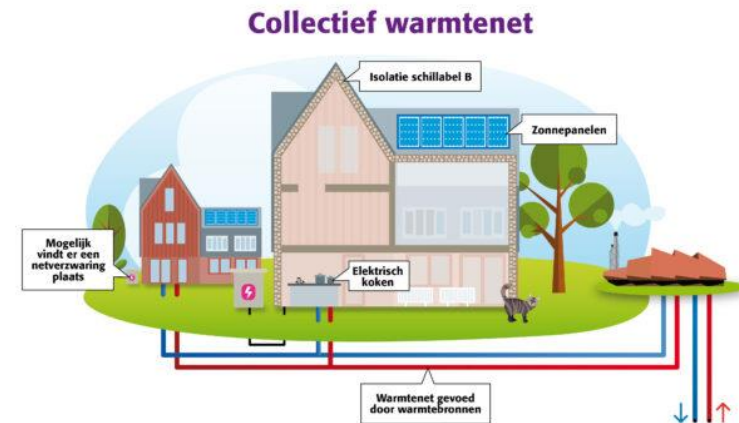 Collectief warmtenet
Isolatie schillabel B
Zonnepanelen
Mogelijk
vindt er een
netverzwaring
plaats
Elektrisch
koken
Warmtenet gevoed
door warmtebronnen